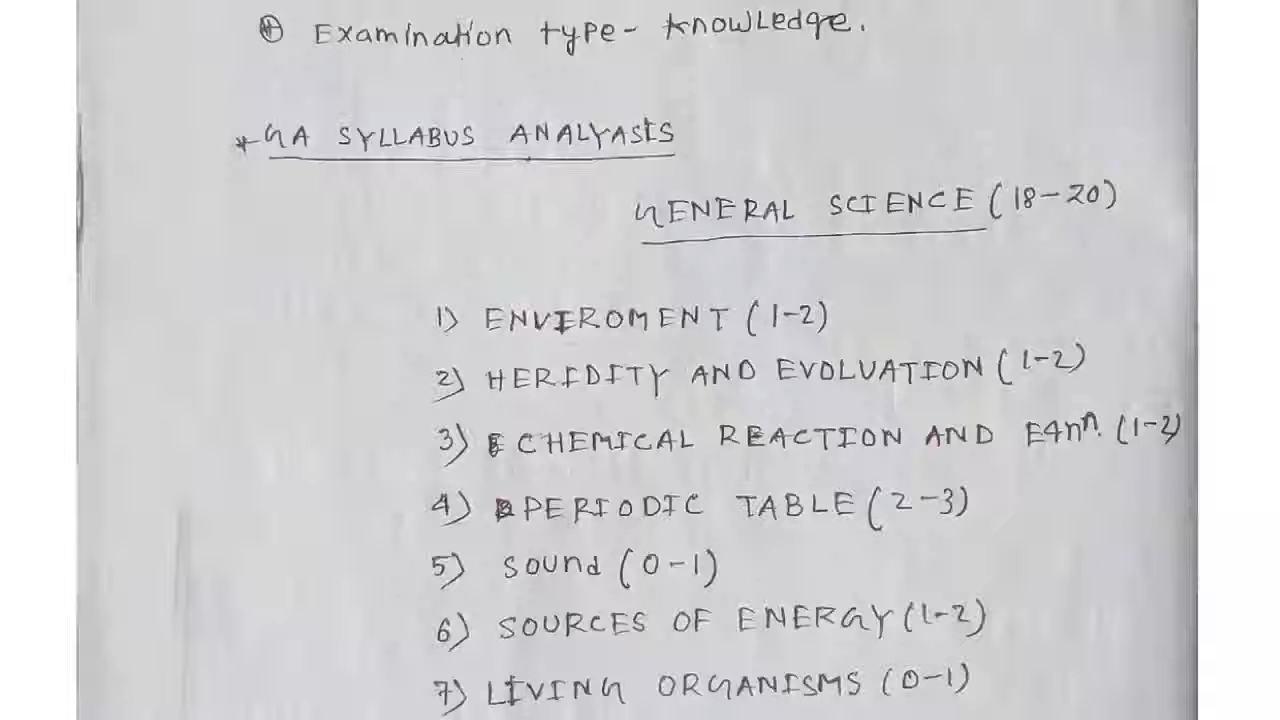 ⊕ Examination type - knowledge.
* GA SYLLABUS ANALYASIS
GENERAL SCIENCE (18-20)
1) ENVIROMENT (1-2)
2) HERIDITY AND EVOLUATION (1-2)
3) CHEMICAL REACTION AND Eqnⁿ. (1-2)
4) PERIODIC TABLE (2-3)
5) Sound (0-1)
6) SOURCES OF ENERGY (1-2)
7) LIVING ORGANISMS (0-1)